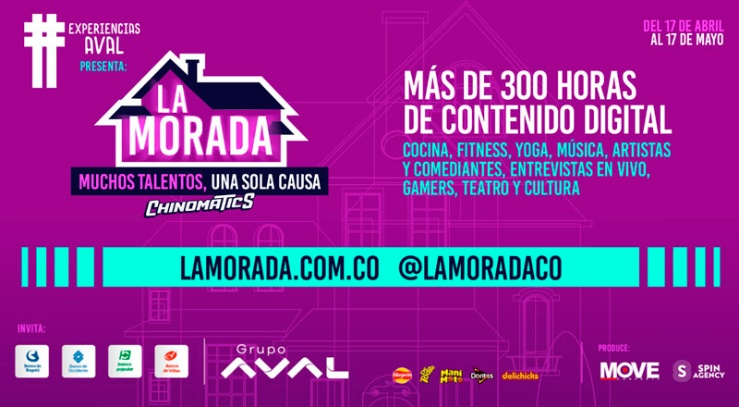 #EXPERIENCIAS
AVAL
PRESENTA:
LA
MORADA
MUCHOS TALENTOS, UNA SOLA CAUSA
CHINOMATICS
DEL 17 DE ABRIL
AL 17 DE MAYO
MÁS DE 300 HORAS
DE CONTENIDO DIGITAL
COCINA, FITNESS, YOGA, MÚSICA, ARTISTAS
Y COMEDIANTES, ENTREVISTAS EN VIVO,
GAMERS, TEATRO Y CULTURA
LAMORADA.COM.CO @LAMORADACO
INVITA:
Banco de Bogotá
Banco de Occidente
banco popular
Banco AV Villas
Grupo
AVAL
Margarita
De Todito
Mani Moto
Doritos
delichicks
PRODUCE:
MOVE
S SPIN
AGENCY